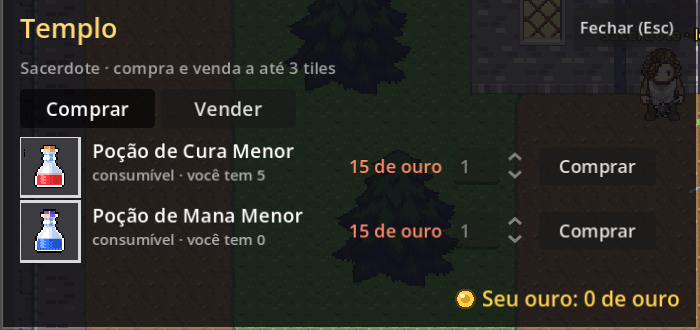 Templo
Fechar (Esc)
Sacerdote · compra e venda a até 3 tiles
Comprar
Vender
Poção de Cura Menor
consumível · você tem 5
15 de ouro
1
Comprar
Poção de Mana Menor
consumível · você tem 0
15 de ouro
1
Comprar
Seu ouro: 0 de ouro